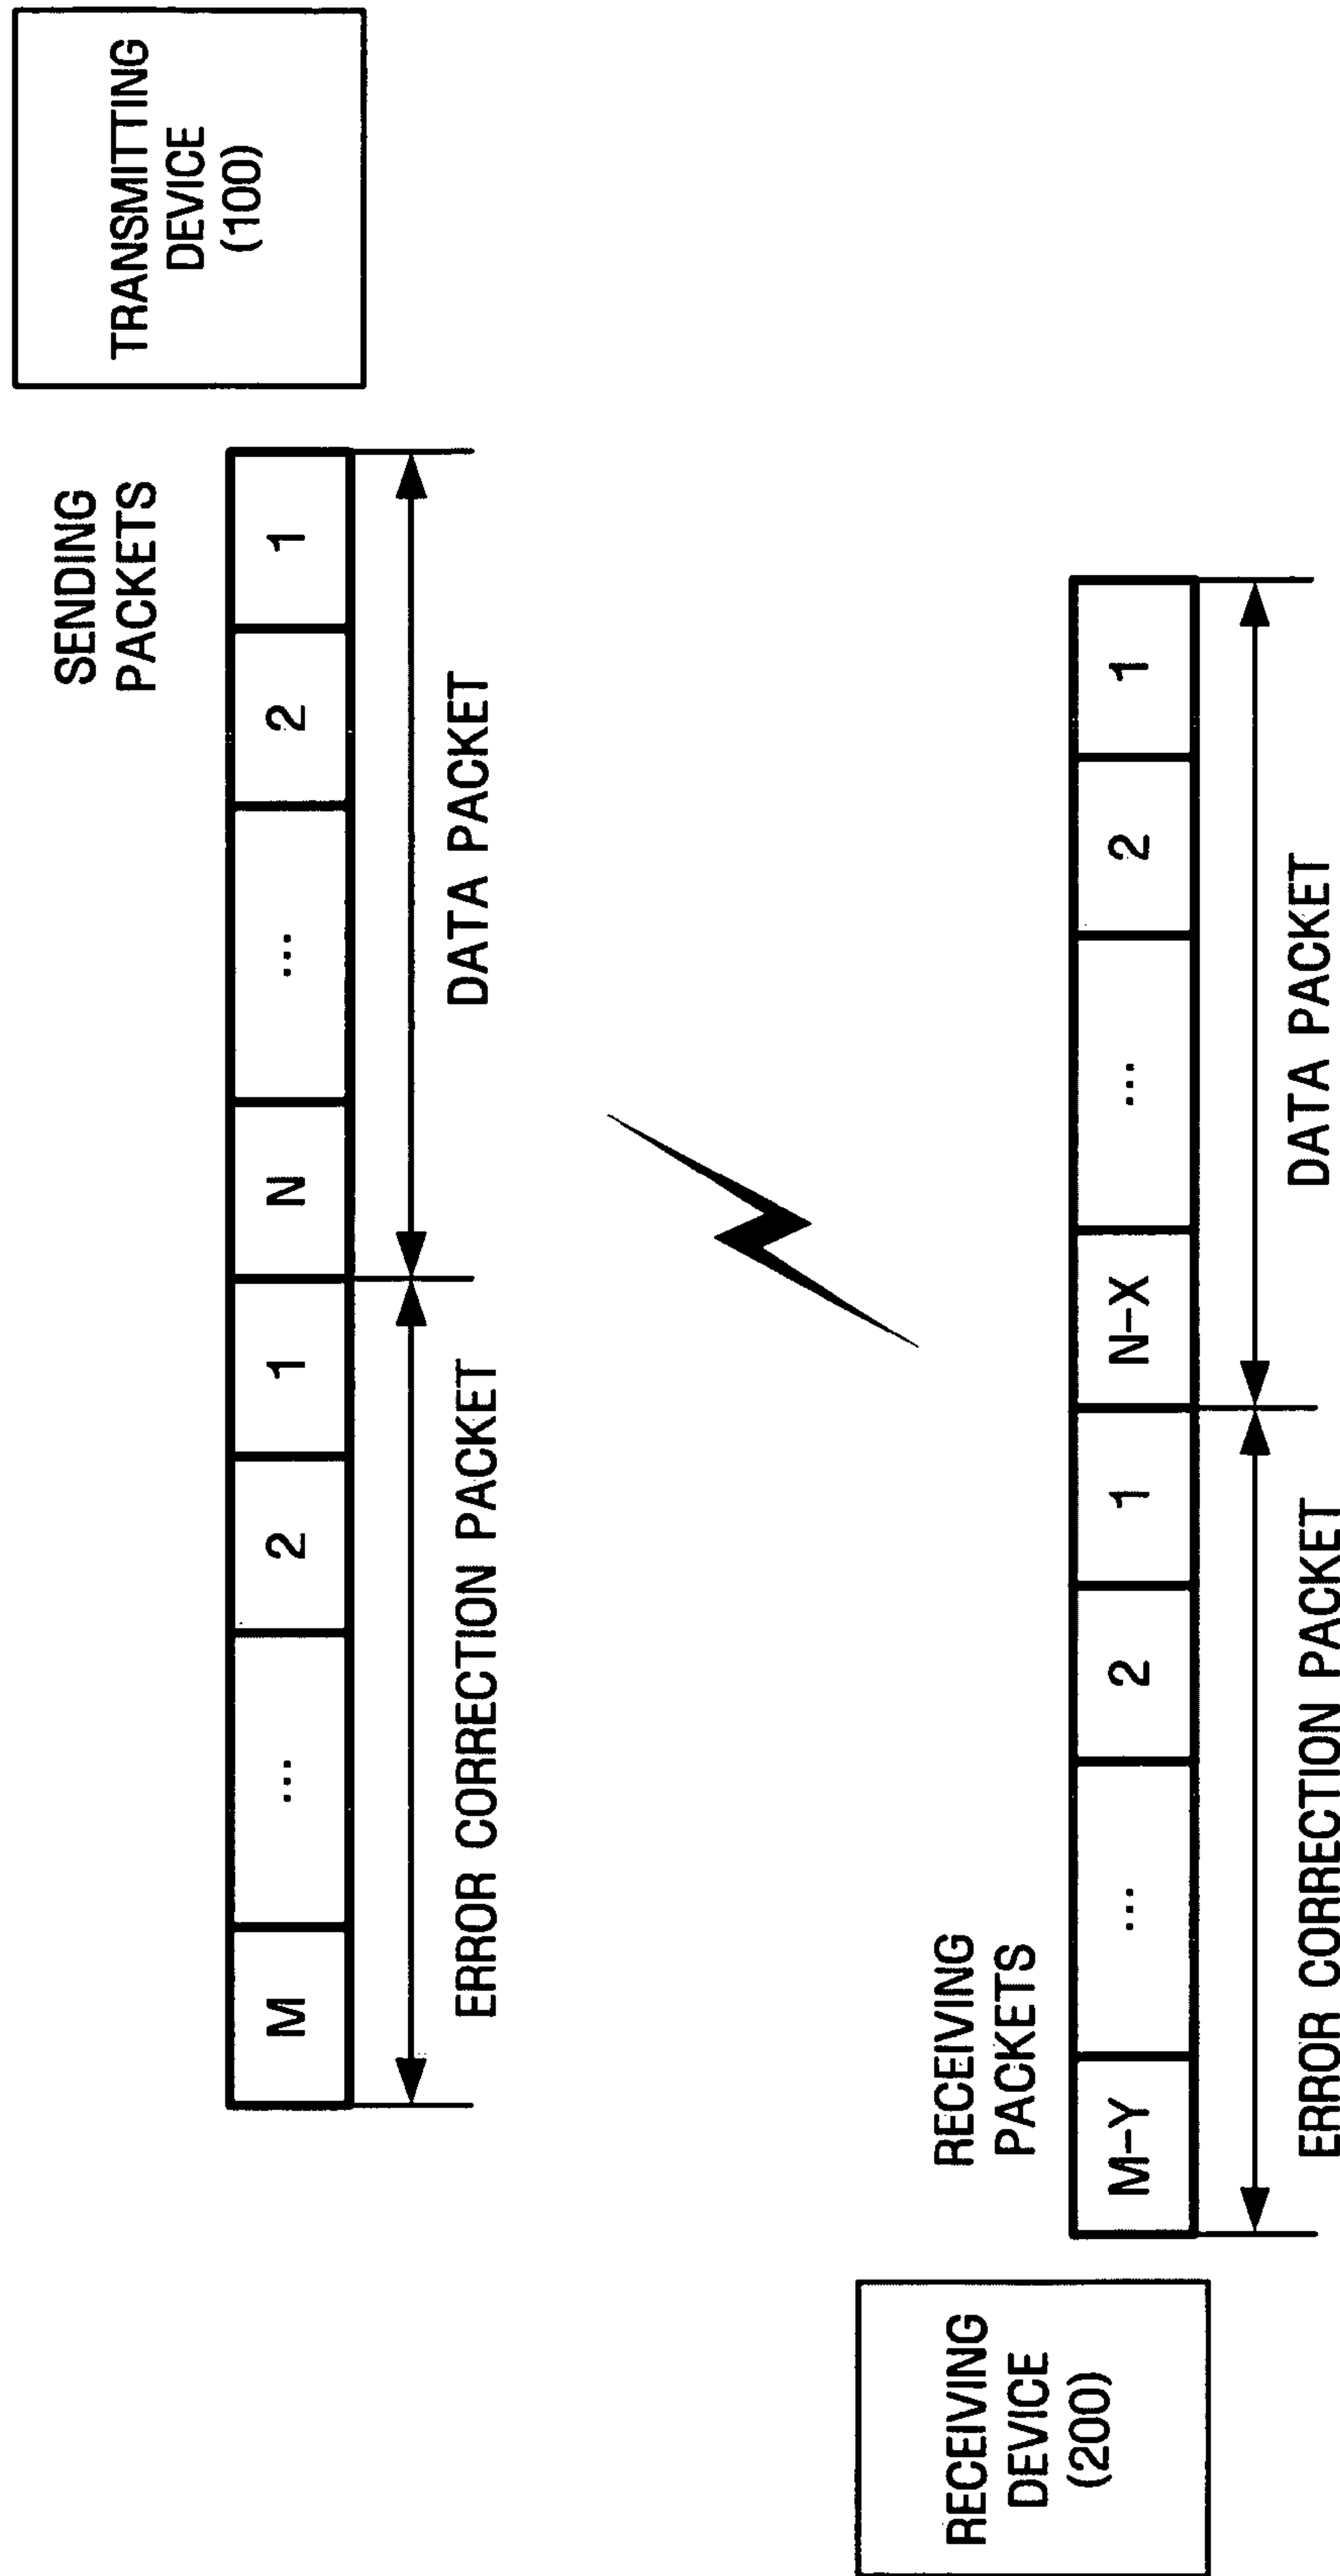 TRANSMITTING
DEVICE
(100)
SENDING
PACKETS
M
...
2
1
N
...
2
1
ERROR CORRECTION PACKET
DATA PACKET
RECEIVING
DEVICE
(200)
RECEIVING
PACKETS
M-Y
...
2
1
N-X
...
2
1
ERROR CORRECTION PACKET
DATA PACKET